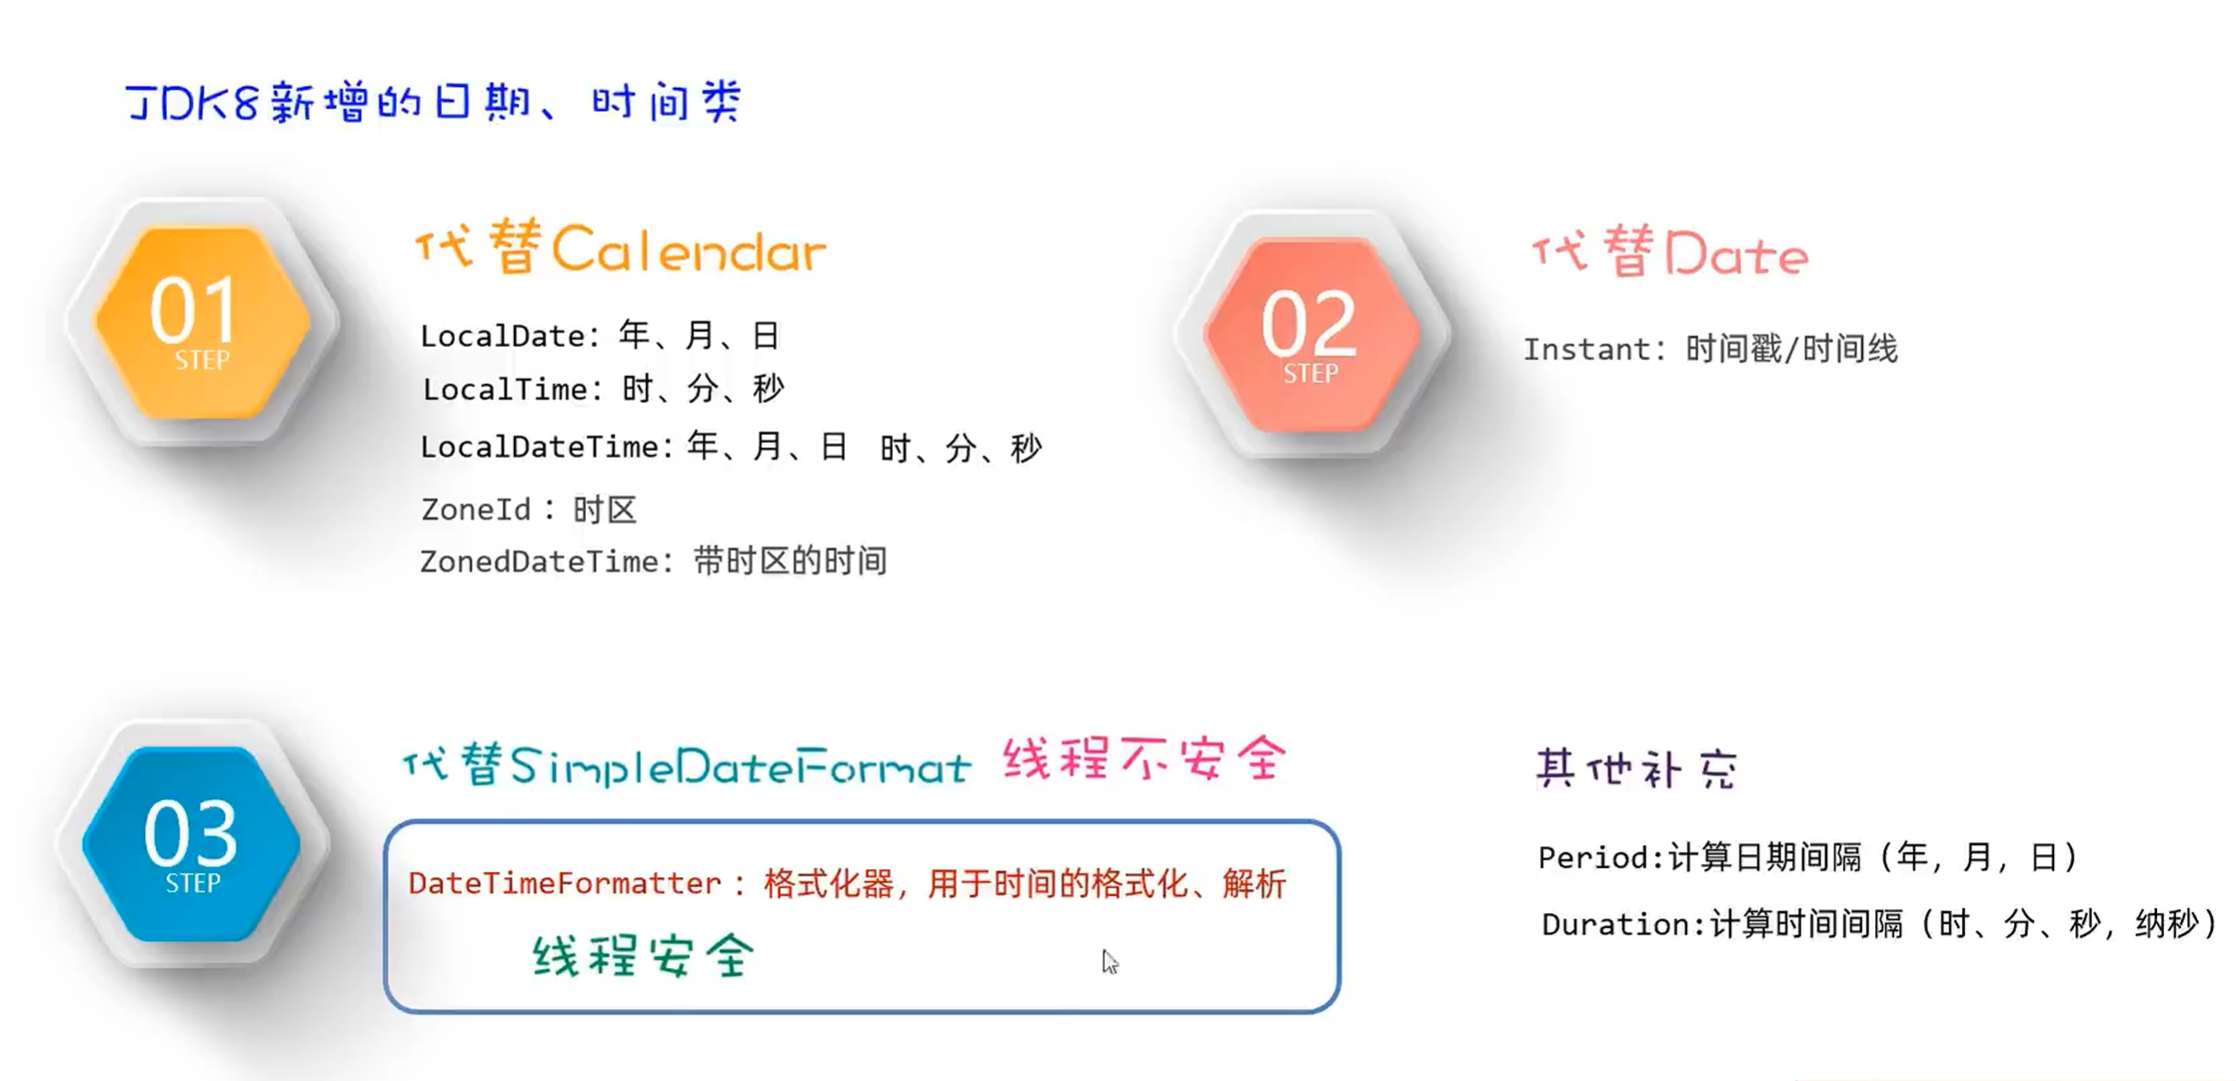 JDK8新增的日期、时间类
01
STEP
代替Calendar
LocalDate：年、月、日
LocalTime：时、分、秒
LocalDateTime：年、月、日 时、分、秒
ZoneId：时区
ZonedDateTime：带时区的时间
02
STEP
代替Date
Instant：时间戳/时间线
03
STEP
代替SimpleDateFormat 线程不安全
DateTimeFormatter：格式化器，用于时间的格式化、解析
线程安全
其他补充
Period:计算日期间隔（年，月，日）
Duration:计算时间间隔（时、分、秒，纳秒）